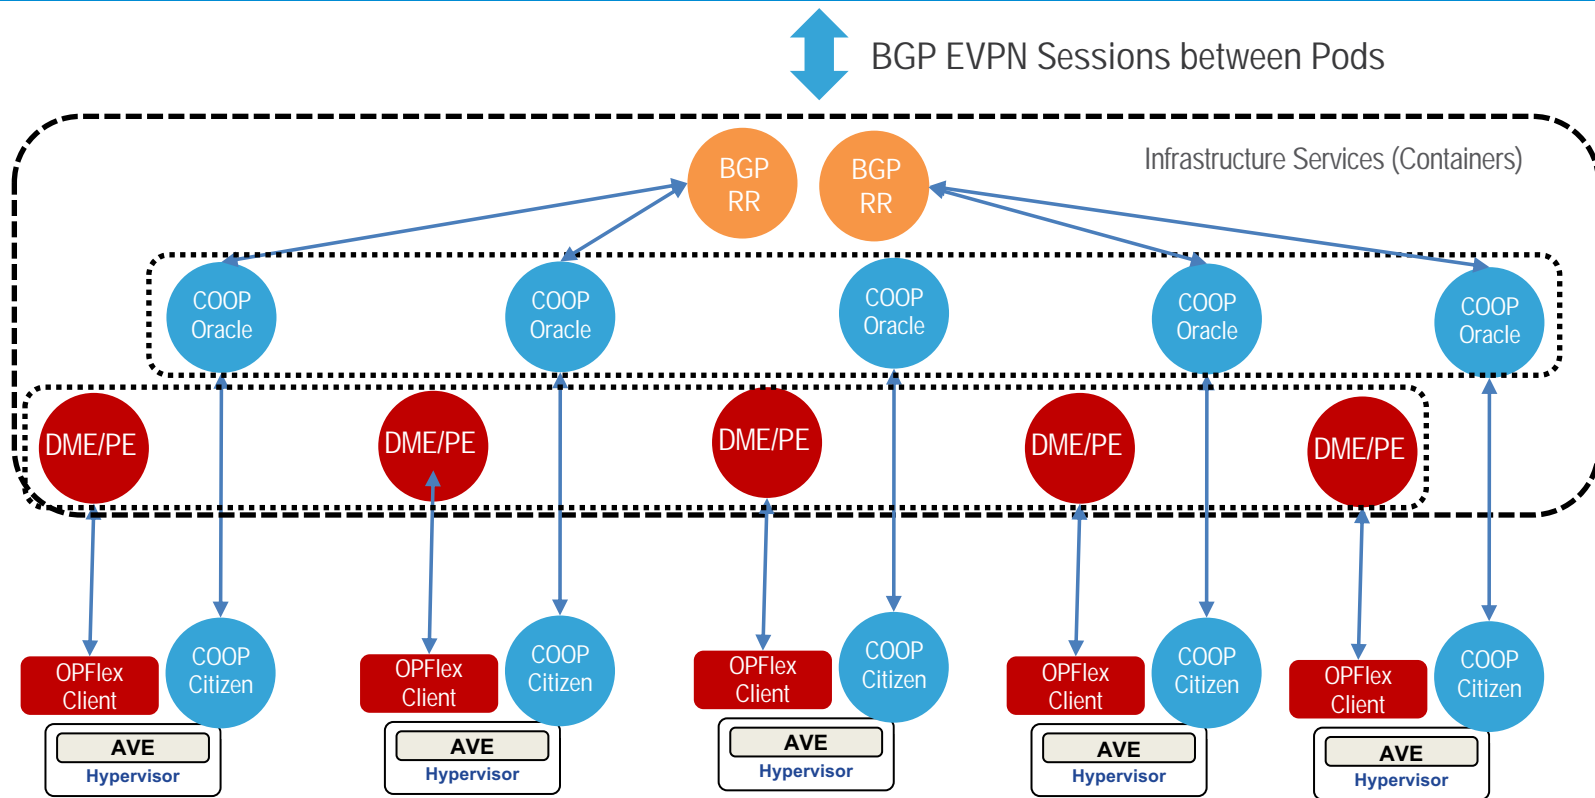 BGP EVPN Sessions between Pods
Infrastructure Services (Containers)
BGP
RR
BGP
RR
COOP
Oracle
COOP
Oracle
COOP
Oracle
COOP
Oracle
COOP
Oracle
DME/PE
DME/PE
DME/PE
DME/PE
DME/PE
OPFlex
Client
COOP
Citizen
OPFlex
Client
COOP
Citizen
OPFlex
Client
COOP
Citizen
OPFlex
Client
COOP
Citizen
OPFlex
Client
COOP
Citizen
AVE
Hypervisor
AVE
Hypervisor
AVE
Hypervisor
AVE
Hypervisor
AVE
Hypervisor